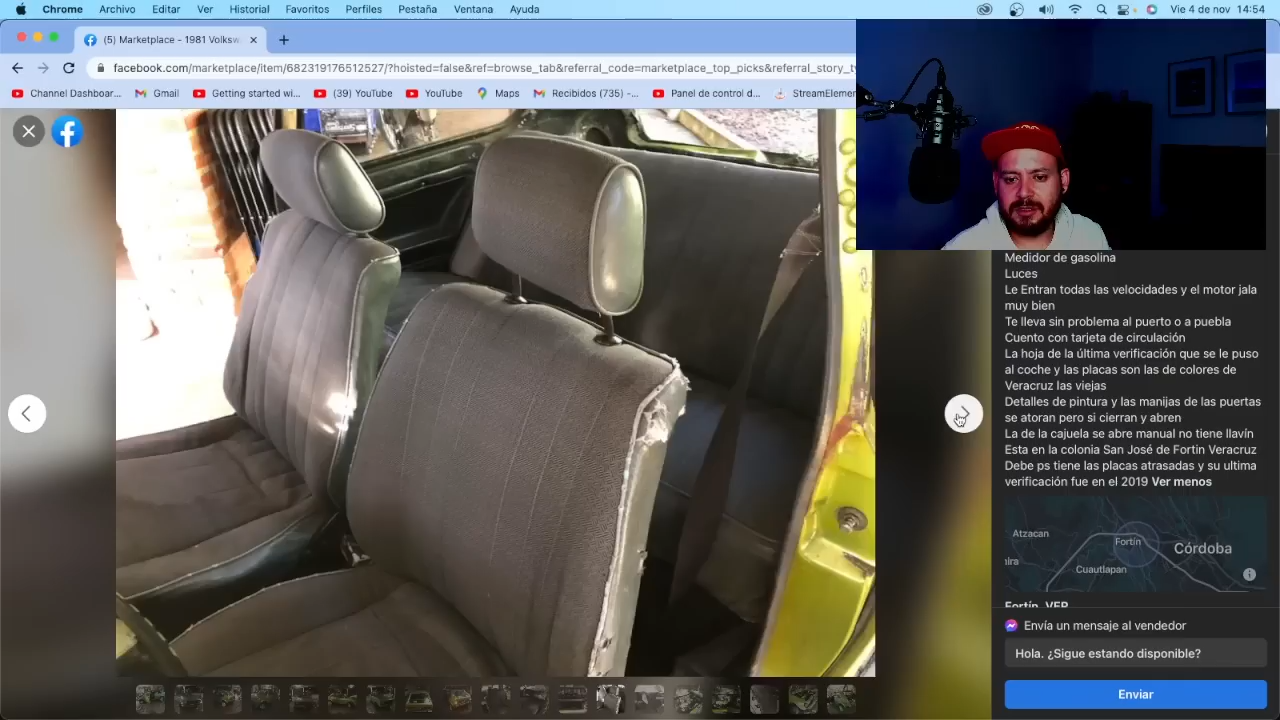 Chrome Archivo Editar Ver Historial Favoritos Perfiles Pestaña Ventana Ayuda Vie 4 de nov 14:54
(5) Marketplace - 1981 Volksw
facebook.com/marketplace/item/682319176512527/?hoisted=false&ref=browse_tab&referral_code=marketplace_top_picks&referral_story_ty
Channel Dashboar... Gmail Getting started wi... (39) YouTube YouTube Maps Recibidos (735) -... Panel de control d... StreamElemen
Medidor de gasolina
Luces
Le Entran todas las velocidades y el motor jala
muy bien
Te lleva sin problema al puerto o a puebla
Cuento con tarjeta de circulación
La hoja de la última verificación que se le puso
al coche y las placas son las de colores de
Veracruz las viejas
Detalles de pintura y las manijas de las puertas
se atoran pero si cierran y abren
La de la cajuela se abre manual no tiene llavín
Esta en la colonia San José de Fortin Veracruz
Debe ps tiene las placas atrasadas y su ultima
verificación fue en el 2019 Ver menos
Atzacan
Fortín
Córdoba
Cuautlapan
Fortín, VER
Envía un mensaje al vendedor
Hola. ¿Sigue estando disponible?
Enviar